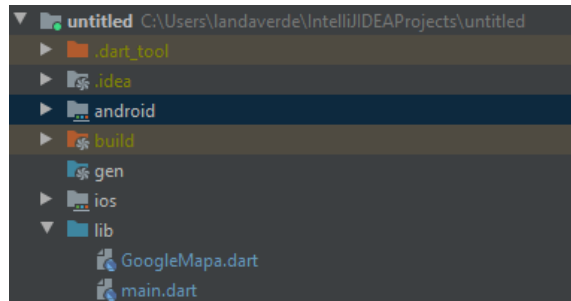 untitled C:\Users\landaverde\IntelliJIDEAProjects\untitled
.dart_tool
.idea
android
build
gen
ios
lib
GoogleMapa.dart
main.dart